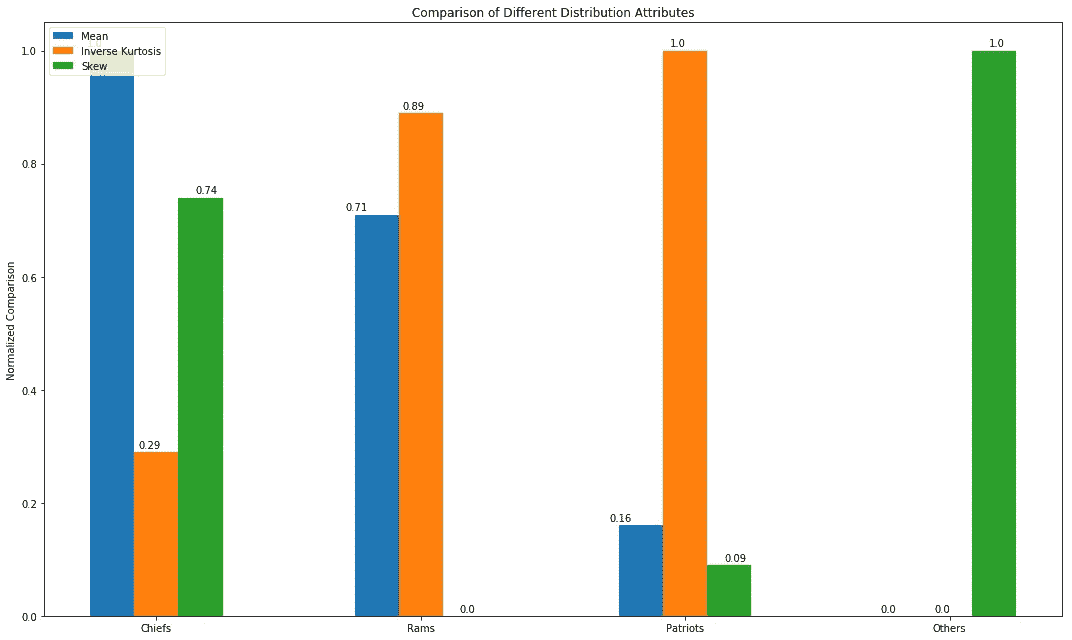 Comparison of Different Distribution Attributes
Mean
Inverse Kurtosis
Skew
Normalized Comparison
1.0
0.8
0.6
0.4
0.2
0.0
1.0
0.29
0.74
0.71
0.89
0.0
0.16
1.0
0.09
0.0
0.0
1.0
Chiefs
Rams
Patriots
Others